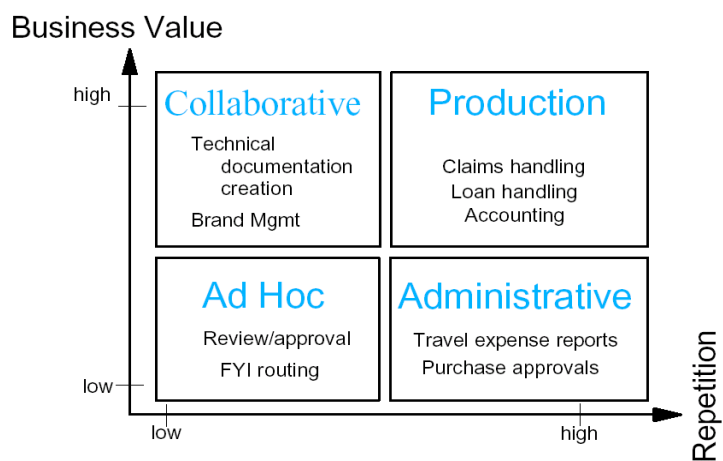 Business Value
high
Collaborative
Technical
documentation
creation
Brand Mgmt
Production
Claims handling
Loan handling
Accounting
Ad Hoc
Review/approval
FYI routing
Administrative
Travel expense reports
Purchase approvals
low
low
high
Repetition